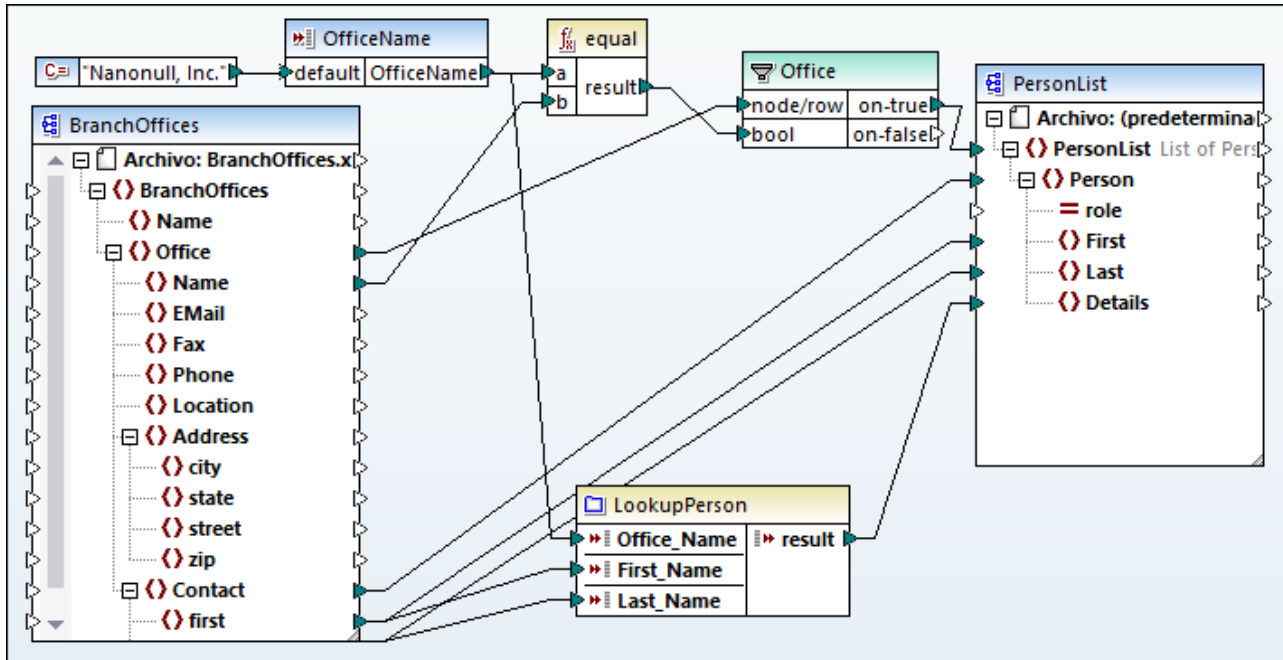 OfficeName
C= "Nanonull, Inc."
default OfficeName
equal
a
b
result
Office
node/row on-true
bool on-false
PersonList
Archivo: (predetermina
PersonList List of Pers
Person
role
First
Last
Details
BranchOffices
Archivo: BranchOffices.x
BranchOffices
Name
Office
Name
EMail
Fax
Phone
Location
Address
city
state
street
zip
Contact
first
LookupPerson
Office_Name result
First_Name
Last_Name